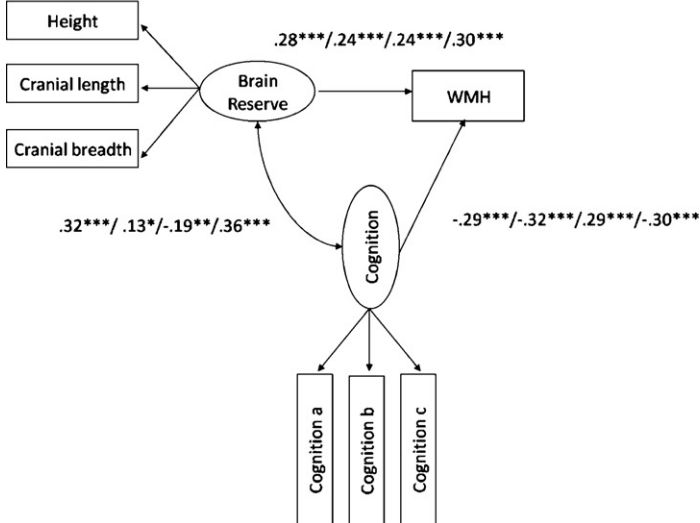 Height
.28***/.24***/.24***/.30***
Cranial length
Brain
Reserve
WMH
Cranial breadth
.32***/ .13*/-.19**/.36***
-.29***/-.32***/.29***/-.30***
Cognition
Cognition a
Cognition b
Cognition c